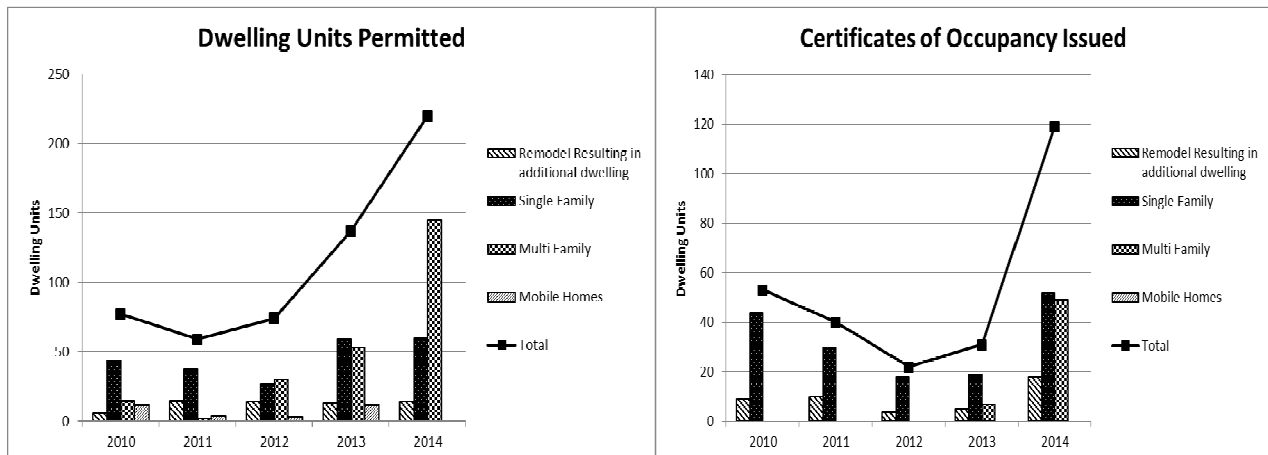 Dwelling Units Permitted
250
200
150
100
50
0
Dwelling Units
2010 2011 2012 2013 2014
Remodel Resulting in
additional dwelling
Single Family
Multi Family
Mobile Homes
Total
Certificates of Occupancy Issued
140
120
100
80
60
40
20
0
Dwelling Units
2010 2011 2012 2013 2014
Remodel Resulting in
additional dwelling
Single Family
Multi Family
Mobile Homes
Total